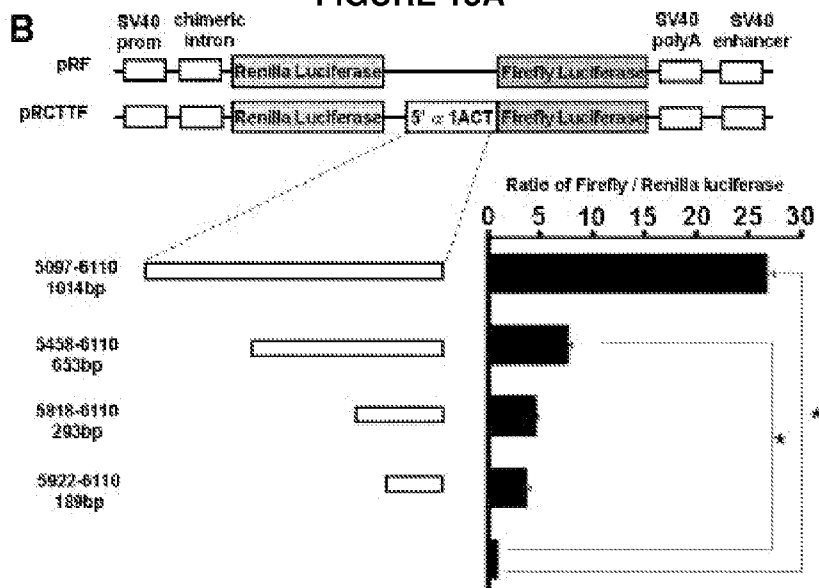 FIGURE 13A
B
SV40 prom
chimeric intron
SV40 polyA
SV40 enhancer
pRF
Renilla Luciferase
Firefly Luciferase
pRCTTF
Renilla Luciferase
5' α 1ACT
Firefly Luciferase
Ratio of Firefly / Renilla luciferase
0 5 10 15 20 25 30
5097-6110
1014bp
5458-6110
653bp
5818-6110
293bp
5922-6110
189bp
*
*